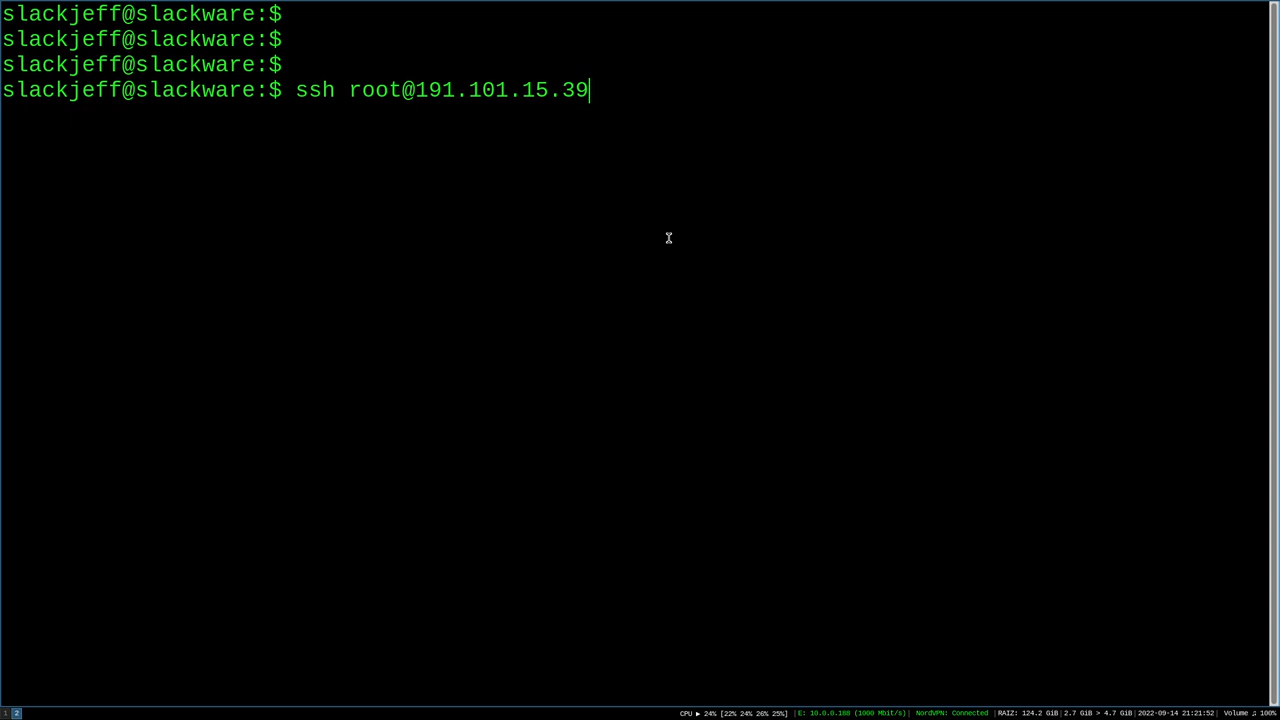 slackjeff@slackware:$
slackjeff@slackware:$
slackjeff@slackware:$
slackjeff@slackware:$ ssh root@191.101.15.39
1 2 CPU ▶ 24% [22% 24% 26% 25%] |E: 10.0.0.188 (1000 Mbit/s)| NordVPN: Connected |RAIZ: 124.2 GiB|2.7 GiB > 4.7 GiB|2022-09-14 21:21:52| Volume ♫ 100%